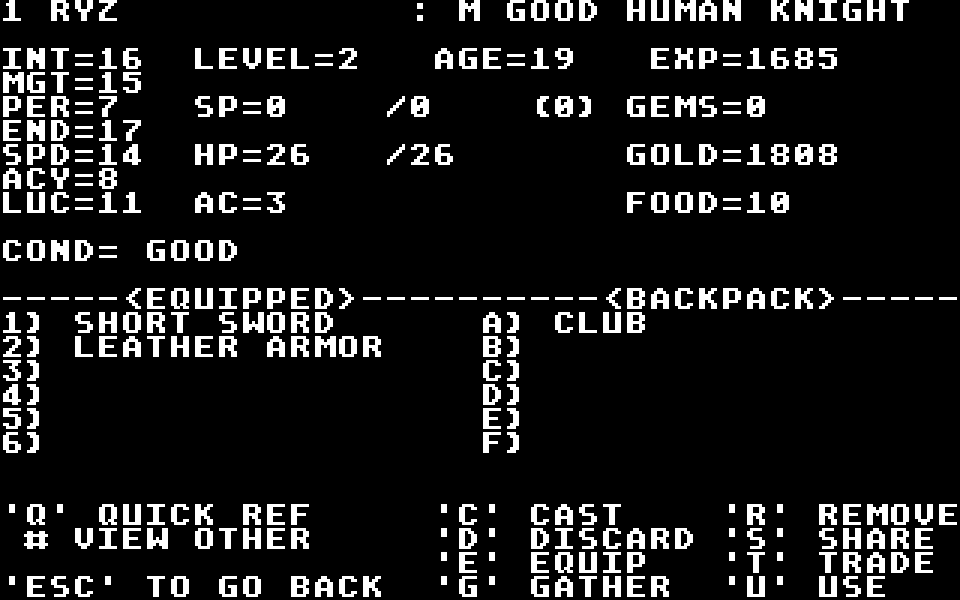 1 RYZ : M GOOD HUMAN KNIGHT
INT=16 LEVEL=2 AGE=19 EXP=1685
MGT=15
PER=7 SP=0 /0 (0) GEMS=0
END=17
SPD=14 HP=26 /26 GOLD=1808
ACY=8
LUC=11 AC=3 FOOD=10
COND= GOOD
-----<EQUIPPED>----------<BACKPACK>-----
1) SHORT SWORD A) CLUB
2) LEATHER ARMOR B)
3) C)
4) D)
5) E)
6) F)
'Q' QUICK REF 'C' CAST 'R' REMOVE
# VIEW OTHER 'D' DISCARD 'S' SHARE
'E' EQUIP 'T' TRADE
'ESC' TO GO BACK 'G' GATHER 'U' USE